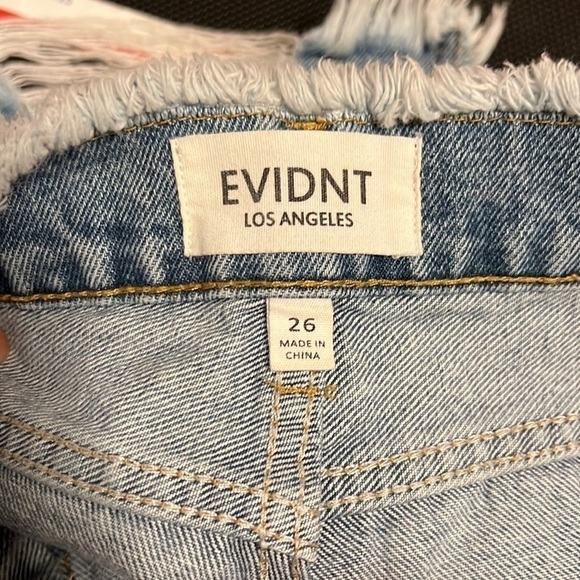 EVIDNT
LOS ANGELES
26
MADE IN
CHINA